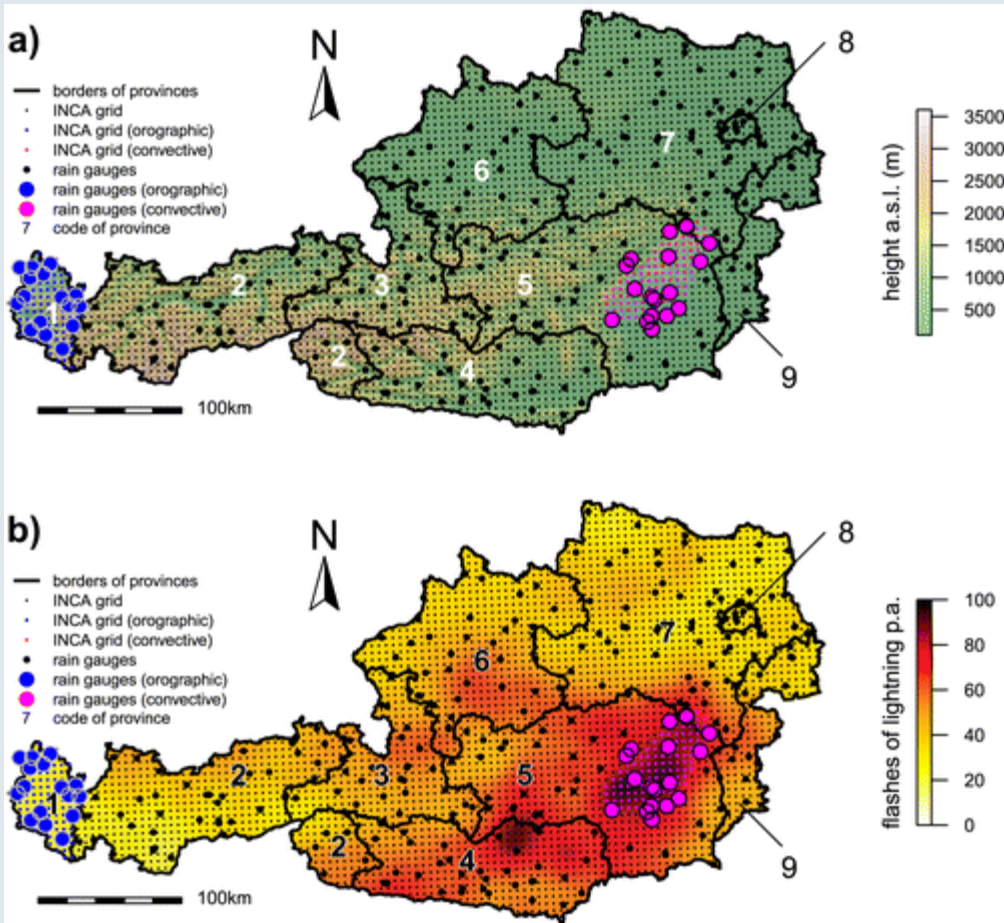 a)
N
borders of provinces
INCA grid
INCA grid (orographic)
INCA grid (convective)
rain gauges
rain gauges (orographic)
rain gauges (convective)
7 code of province
8
7
6
5
3
2
1
2
4
9
100km
3500
3000
2000
1500
1000
500
height a.s.l. (m)
b)
N
borders of provinces
INCA grid
INCA grid (orographic)
INCA grid (convective)
rain gauges
rain gauges (orographic)
rain gauges (convective)
7 code of province
8
7
6
5
3
2
1
2
4
9
100km
100
80
60
40
20
0
flashes of lightning p.a.